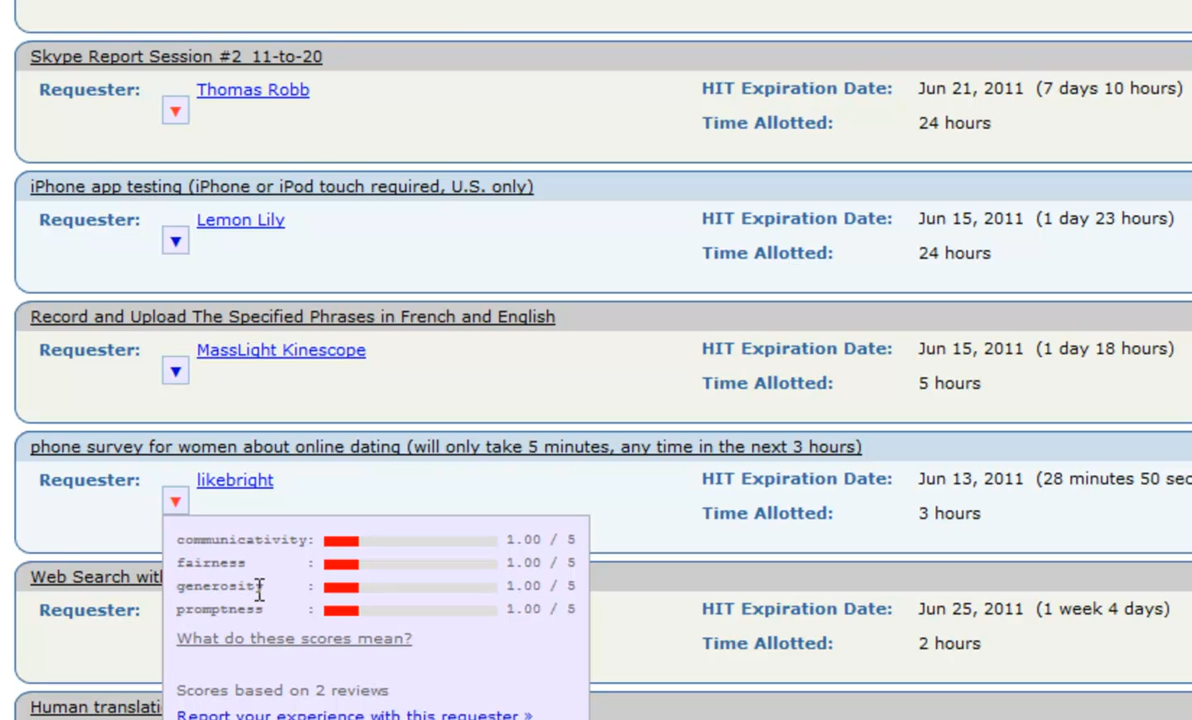 Skype Report Session #2 11-to-20
Requester: Thomas Robb HIT Expiration Date: Jun 21, 2011 (7 days 10 hours)
Time Allotted: 24 hours
iPhone app testing (iPhone or iPod touch required, U.S. only)
Requester: Lemon Lily HIT Expiration Date: Jun 15, 2011 (1 day 23 hours)
Time Allotted: 24 hours
Record and Upload The Specified Phrases in French and English
Requester: MassLight Kinescope HIT Expiration Date: Jun 15, 2011 (1 day 18 hours)
Time Allotted: 5 hours
phone survey for women about online dating (will only take 5 minutes, any time in the next 3 hours)
Requester: likebright HIT Expiration Date: Jun 13, 2011 (28 minutes 50 sec
Time Allotted: 3 hours
communicativity: 1.00 / 5
fairness : 1.00 / 5
generosity : 1.00 / 5
promptness : 1.00 / 5
What do these scores mean?
Scores based on 2 reviews
Report your experience with this requester »
Web Search wit
Requester: HIT Expiration Date: Jun 25, 2011 (1 week 4 days)
Time Allotted: 2 hours
Human translati